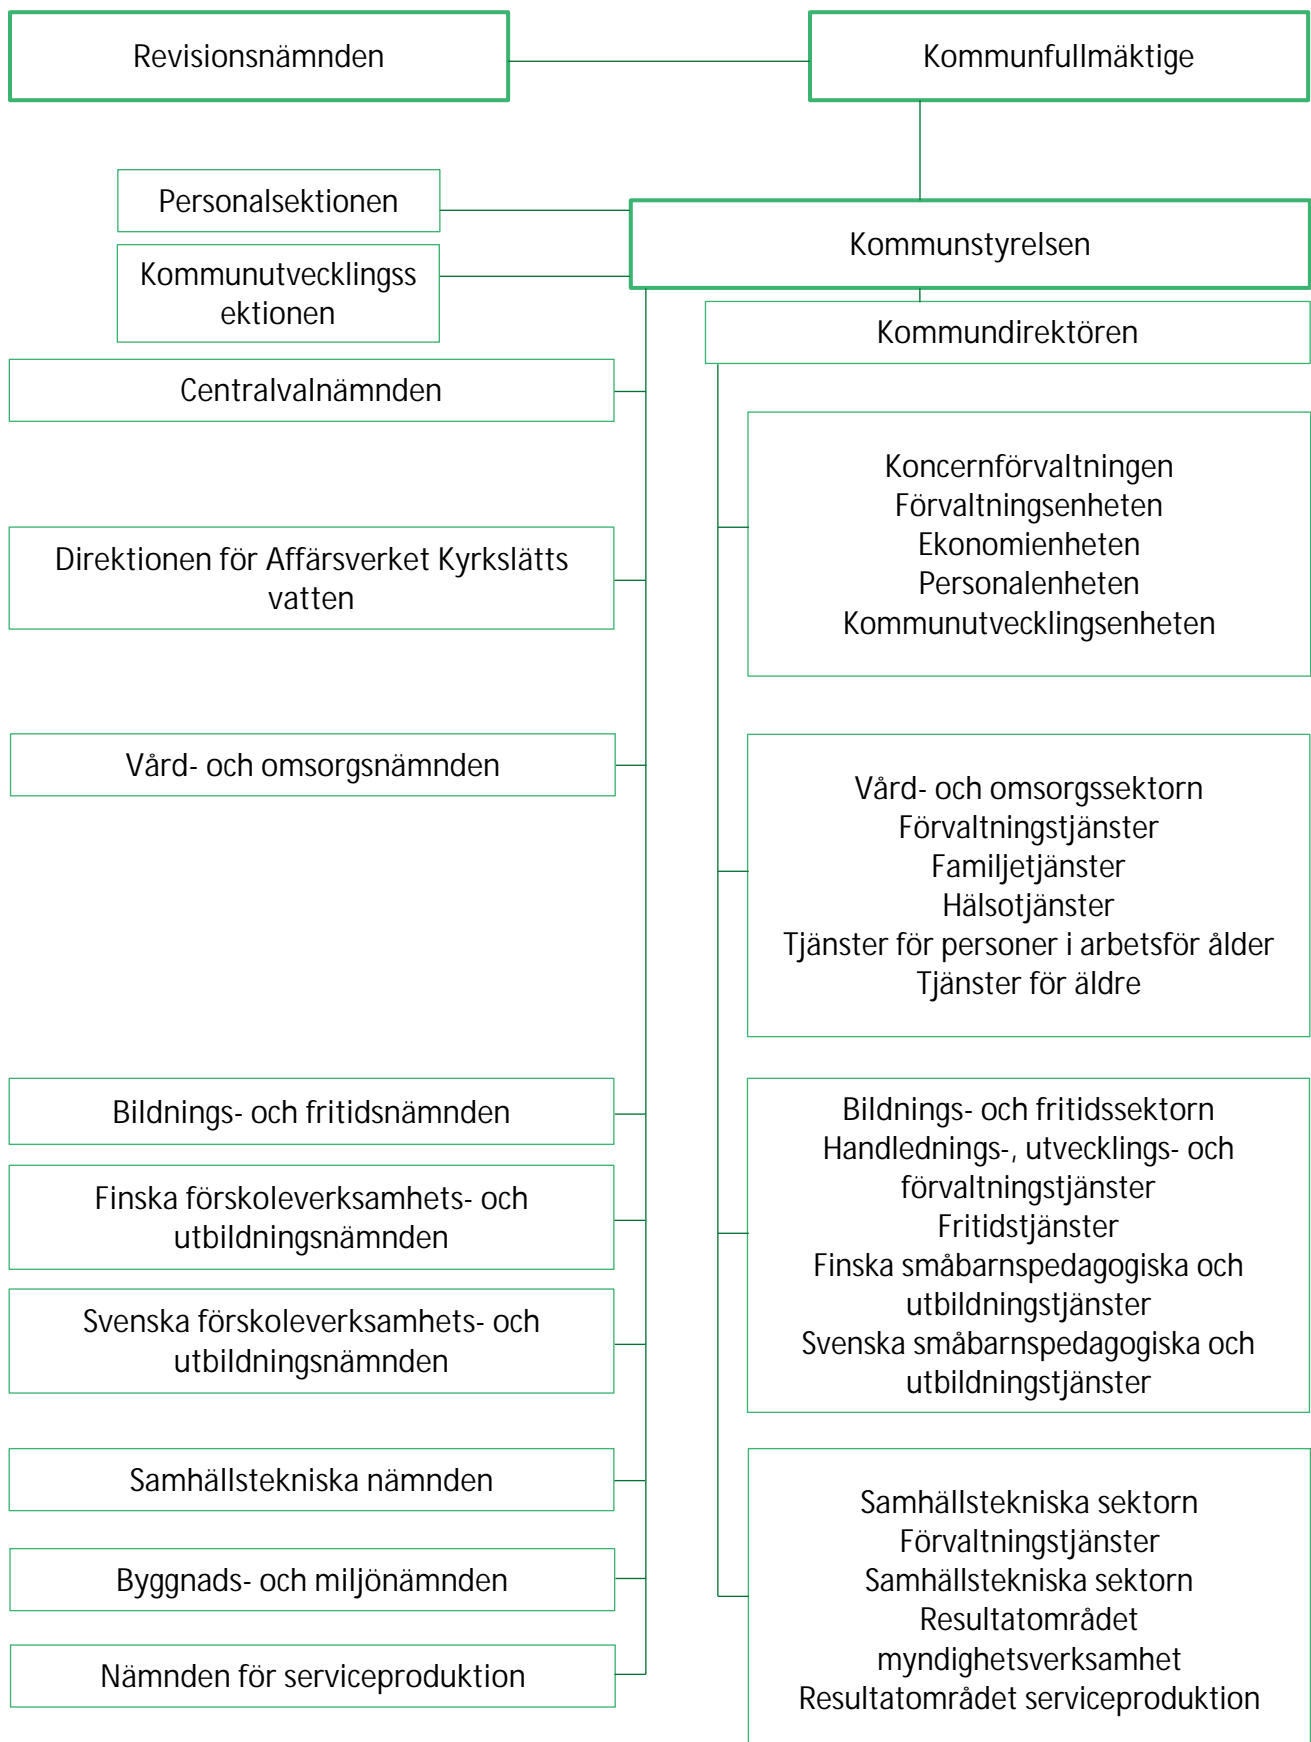 Revisionsnämnden
Kommunfullmäktige
Personalsektionen
Kommunstyrelsen
Kommunutvecklingss
ektionen
Kommundirektören
Centralvalnämnden
Koncernförvaltningen
Förvaltningsenheten
Ekonomienheten
Personalenheten
Kommunutvecklingsenheten
Direktionen för Affärsverket Kyrkslätts
vatten
Vård- och omsorgsnämnden
Vård- och omsorgssektorn
Förvaltningstjänster
Familjetjänster
Hälsotjänster
Tjänster för personer i arbetsför ålder
Tjänster för äldre
Bildnings- och fritidsnämnden
Finska förskoleverksamhets- och
utbildningsnämnden
Svenska förskoleverksamhets- och
utbildningsnämnden
Bildnings- och fritidssektorn
Handlednings-, utvecklings- och
förvaltningstjänster
Fritidstjänster
Finska småbarnspedagogiska och
utbildningstjänster
Svenska småbarnspedagogiska och
utbildningstjänster
Samhällstekniska nämnden
Byggnads- och miljönämnden
Nämnden för serviceproduktion
Samhällstekniska sektorn
Förvaltningstjänster
Samhällstekniska sektorn
Resultatområdet
myndighetsverksamhet
Resultatområdet serviceproduktion